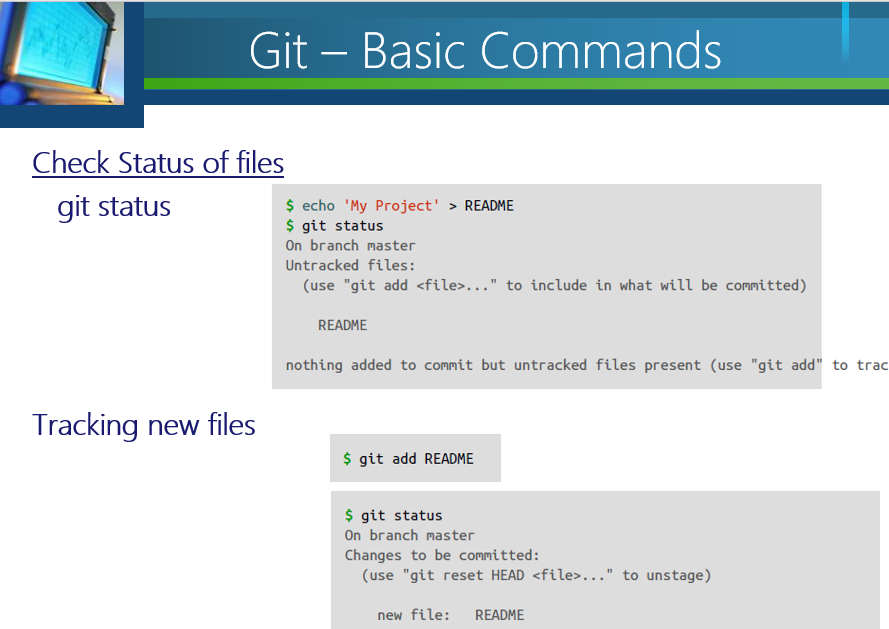 Git – Basic Commands
Check Status of files
git status
$ echo 'My Project' > README
$ git status
On branch master
Untracked files:
  (use "git add <file>..." to include in what will be committed)
    README
nothing added to commit but untracked files present (use "git add" to trac
Tracking new files
$ git add README
$ git status
On branch master
Changes to be committed:
  (use "git reset HEAD <file>..." to unstage)
    new file:   README